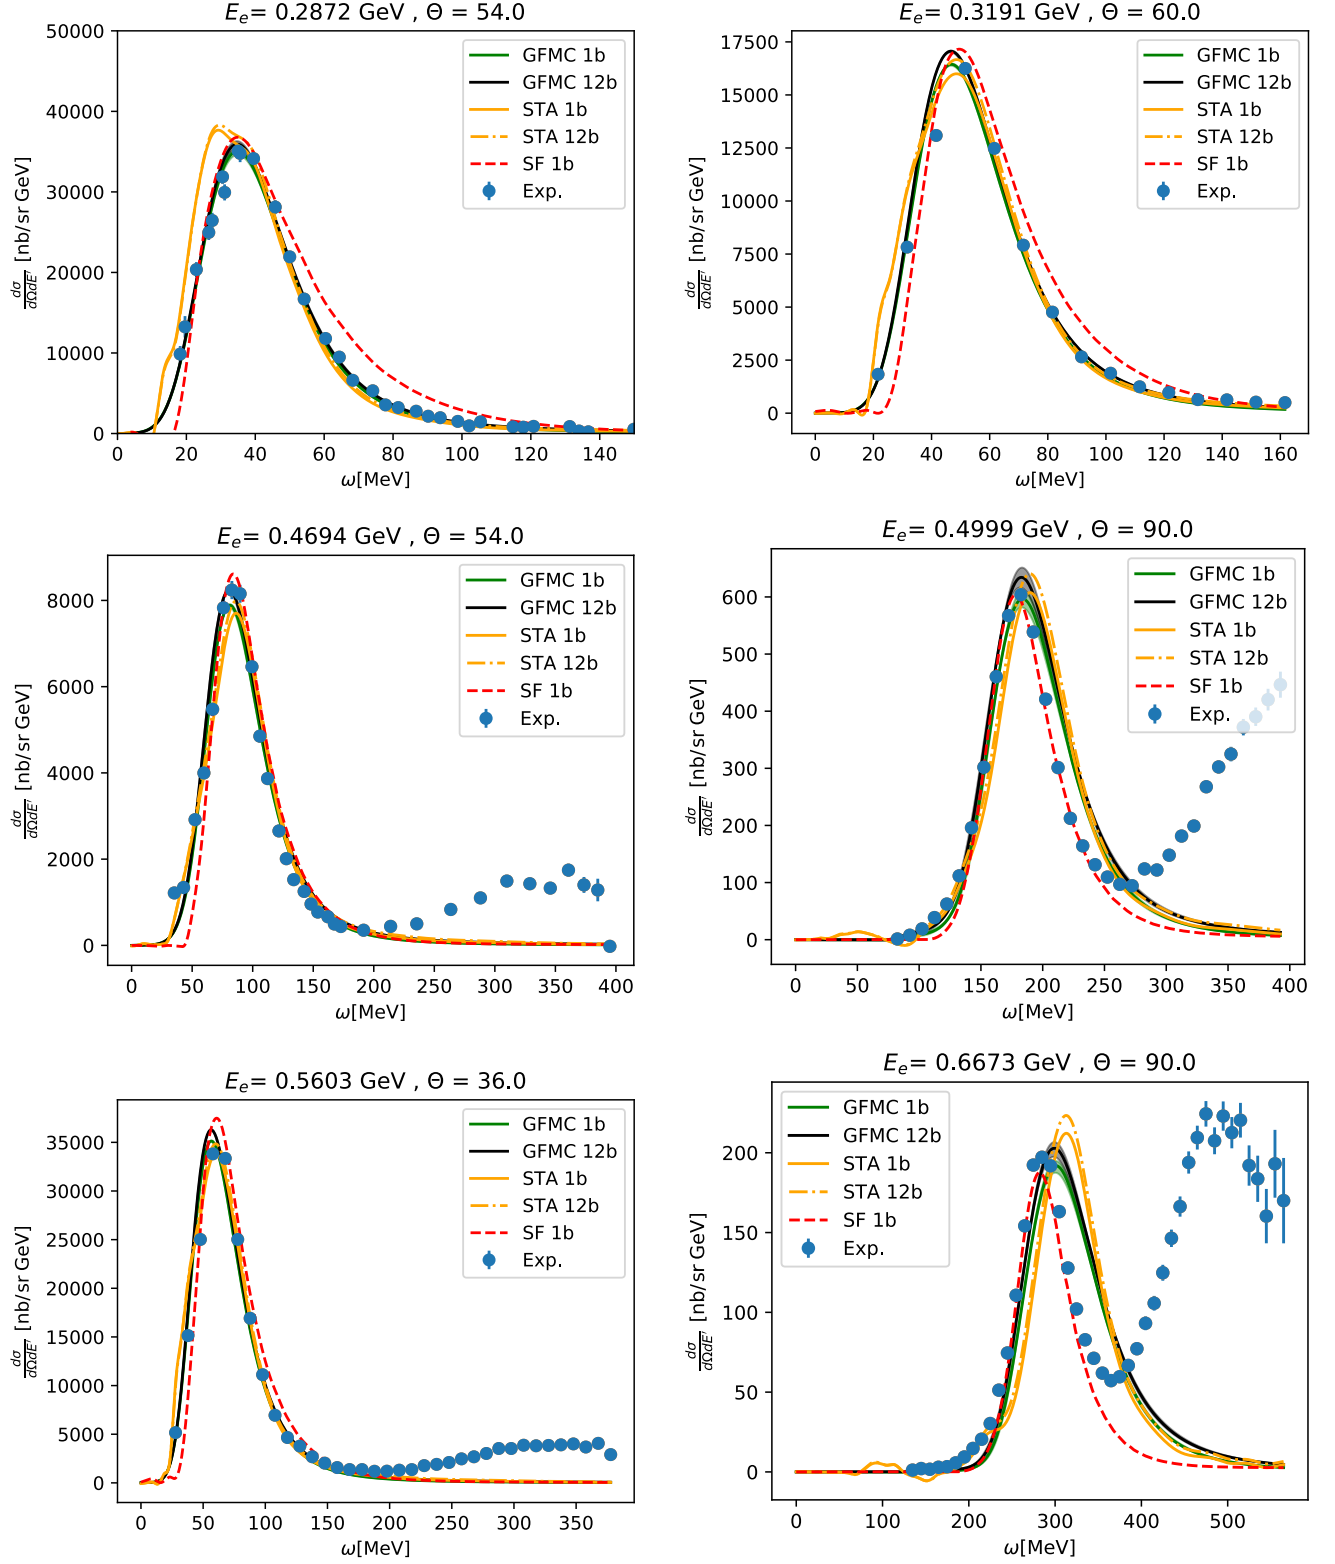 E_e= 0.2872 GeV , Θ = 54.0
50000
40000
30000
20000
10000
0
dσ/dΩdE′ [nb/sr GeV]
GFMC 1b
GFMC 12b
STA 1b
STA 12b
SF 1b
Exp.
0 20 40 60 80 100 120 140
ω[MeV]
E_e= 0.3191 GeV , Θ = 60.0
17500
15000
12500
10000
7500
5000
2500
0
dσ/dΩdE′ [nb/sr GeV]
GFMC 1b
GFMC 12b
STA 1b
STA 12b
SF 1b
Exp.
0 20 40 60 80 100 120 140 160
ω[MeV]
E_e= 0.4694 GeV , Θ = 54.0
8000
6000
4000
2000
0
dσ/dΩdE′ [nb/sr GeV]
GFMC 1b
GFMC 12b
STA 1b
STA 12b
SF 1b
Exp.
0 50 100 150 200 250 300 350 400
ω[MeV]
E_e= 0.4999 GeV , Θ = 90.0
600
500
400
300
200
100
0
dσ/dΩdE′ [nb/sr GeV]
GFMC 1b
GFMC 12b
STA 1b
STA 12b
SF 1b
Exp.
0 50 100 150 200 250 300 350 400
ω[MeV]
E_e= 0.5603 GeV , Θ = 36.0
35000
30000
25000
20000
15000
10000
5000
0
dσ/dΩdE′ [nb/sr GeV]
GFMC 1b
GFMC 12b
STA 1b
STA 12b
SF 1b
Exp.
0 50 100 150 200 250 300 350
ω[MeV]
E_e= 0.6673 GeV , Θ = 90.0
200
150
100
50
0
dσ/dΩdE′ [nb/sr GeV]
GFMC 1b
GFMC 12b
STA 1b
STA 12b
SF 1b
Exp.
0 100 200 300 400 500
ω[MeV]